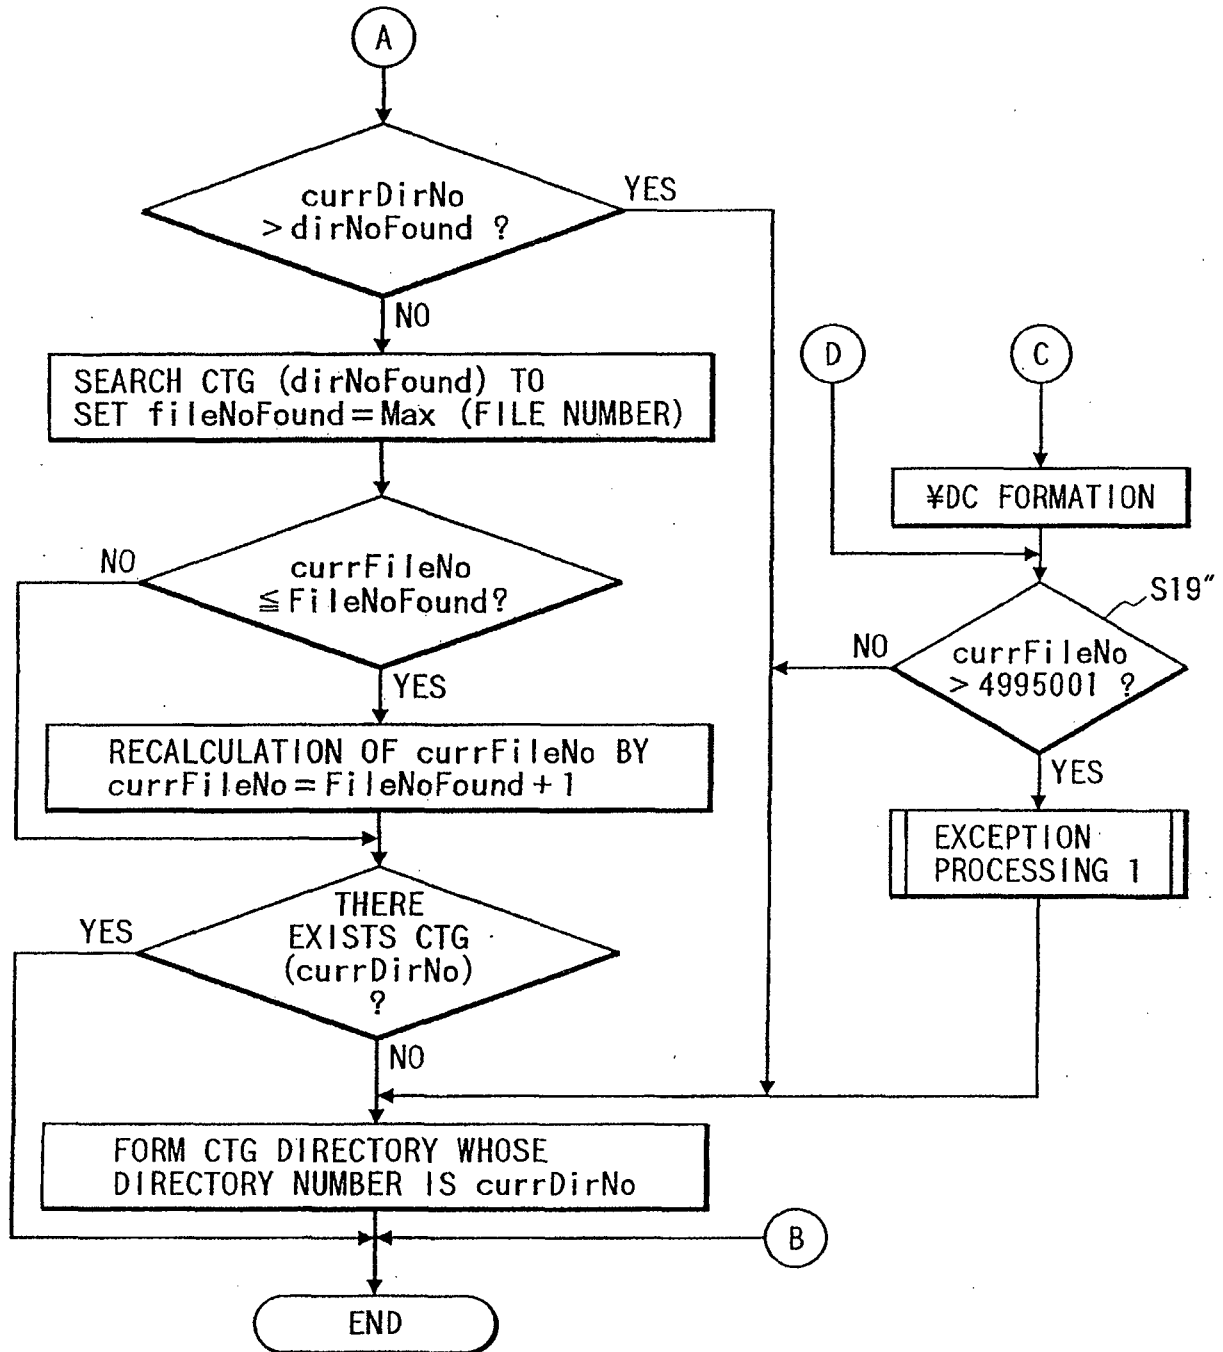 A
currDirNo
>dirNoFound ?
YES
NO
SEARCH CTG (dirNoFound) TO
SET fileNoFound=Max (FILE NUMBER)
D
C
¥DC FORMATION
NO
currFileNo
≦FileNoFound?
YES
S19"
NO
currFileNo
> 4995001 ?
YES
RECALCULATION OF currFileNo BY
currFileNo=FileNoFound+1
EXCEPTION
PROCESSING 1
YES
THERE
EXISTS CTG
(currDirNo)
?
NO
FORM CTG DIRECTORY WHOSE
DIRECTORY NUMBER IS currDirNo
B
END